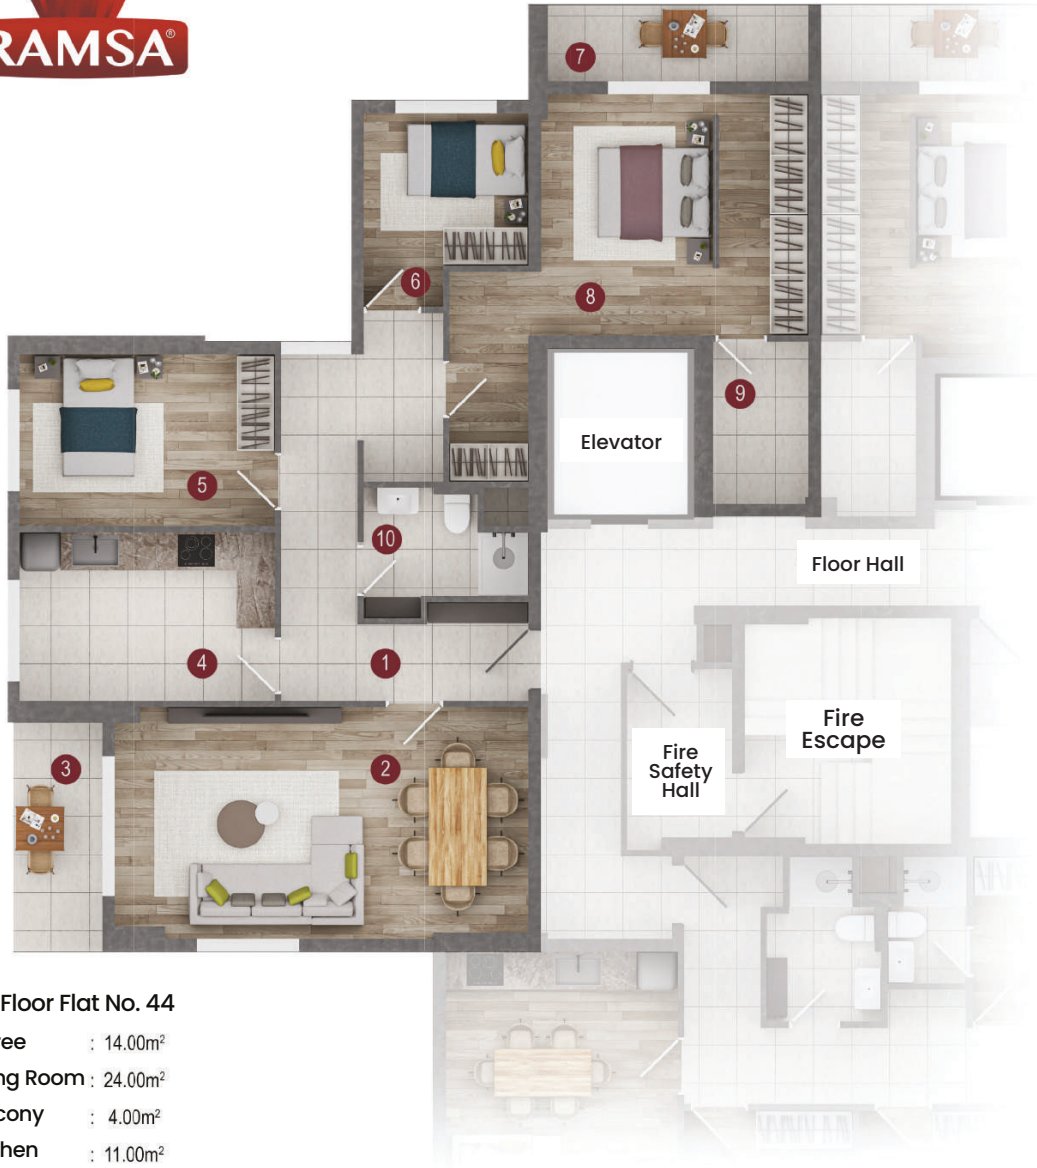 RAMSA®
7
6
8
9
Elevator
5
10
Floor Hall
4
1
Fire
Escape
Fire
Safety
Hall
3
2
Floor Flat No. 44
ree : 14.00m²
ng Room : 24.00m²
cony : 4.00m²
hen : 11.00m²